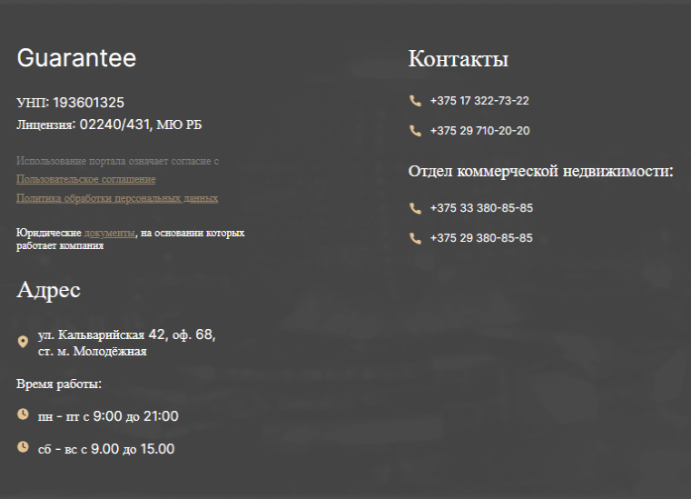 Guarantee
УНП: 193601325
Лицензия: 02240/431, МЮ РБ
Использование портала означает согласие с
Пользовательское соглашение
Политика обработки персональных данных
Юридические документы, на основании которых
работает компания
Адрес
ул. Кальварийская 42, оф. 68,
ст. м. Молодёжная
Время работы:
пн - пт с 9:00 до 21:00
сб - вс с 9.00 до 15.00
Контакты
+375 17 322-73-22
+375 29 710-20-20
Отдел коммерческой недвижимости:
+375 33 380-85-85
+375 29 380-85-85